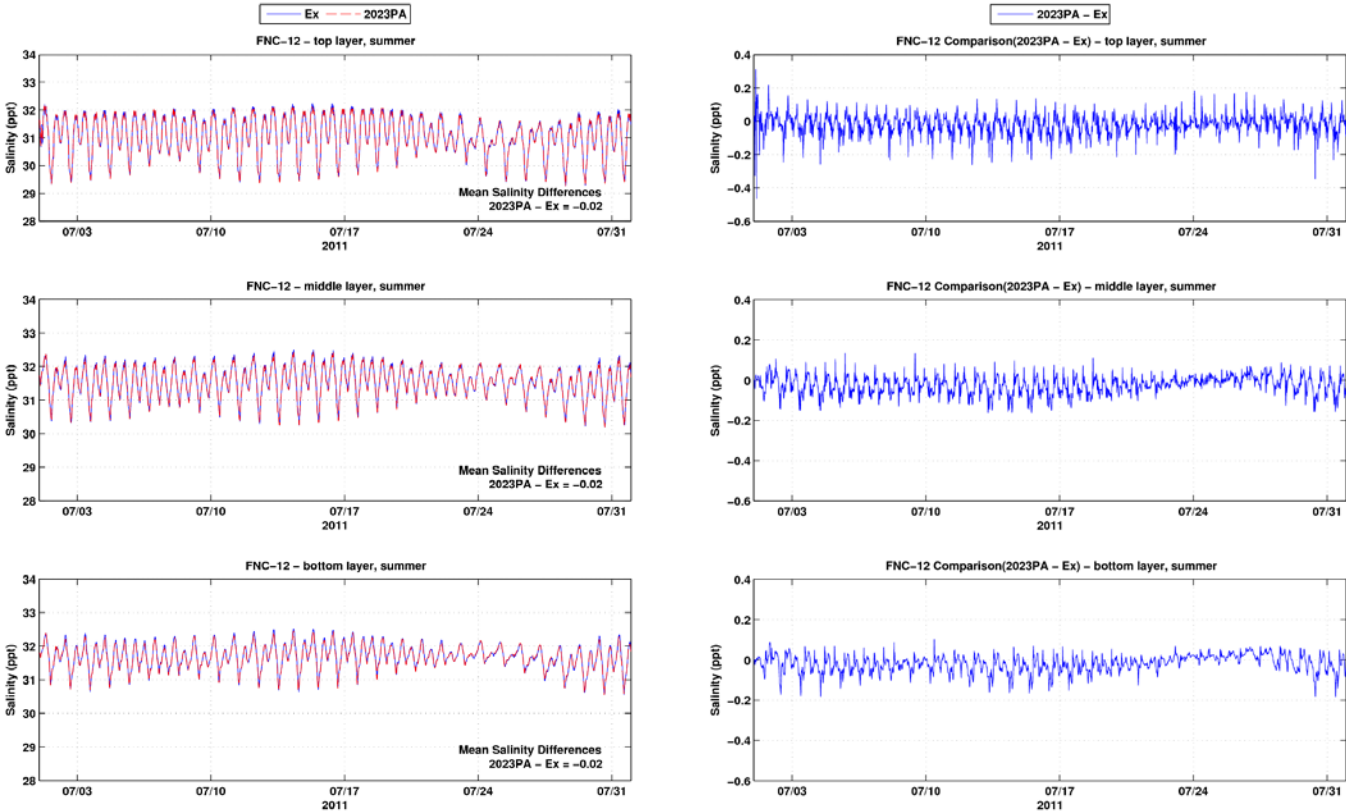 Ex 2023PA
FNC−12 − top layer, summer
34
33
32
31
30
29
28
Salinity (ppt)
Mean Salinity Differences
2023PA − Ex = −0.02
07/03 07/10 07/17 07/24 07/31
2011
2023PA − Ex
FNC−12 Comparison(2023PA − Ex) − top layer, summer
0.4
0.2
0
−0.2
−0.4
−0.6
Salinity (ppt)
07/03 07/10 07/17 07/24 07/31
2011
FNC−12 − middle layer, summer
34
33
32
31
30
29
28
Salinity (ppt)
Mean Salinity Differences
2023PA − Ex = −0.02
07/03 07/10 07/17 07/24 07/31
2011
FNC−12 Comparison(2023PA − Ex) − middle layer, summer
0.4
0.2
0
−0.2
−0.4
−0.6
Salinity (ppt)
07/03 07/10 07/17 07/24 07/31
2011
FNC−12 − bottom layer, summer
34
33
32
31
30
29
28
Salinity (ppt)
Mean Salinity Differences
2023PA − Ex = −0.02
07/03 07/10 07/17 07/24 07/31
2011
FNC−12 Comparison(2023PA − Ex) − bottom layer, summer
0.4
0.2
0
−0.2
−0.4
−0.6
Salinity (ppt)
07/03 07/10 07/17 07/24 07/31
2011